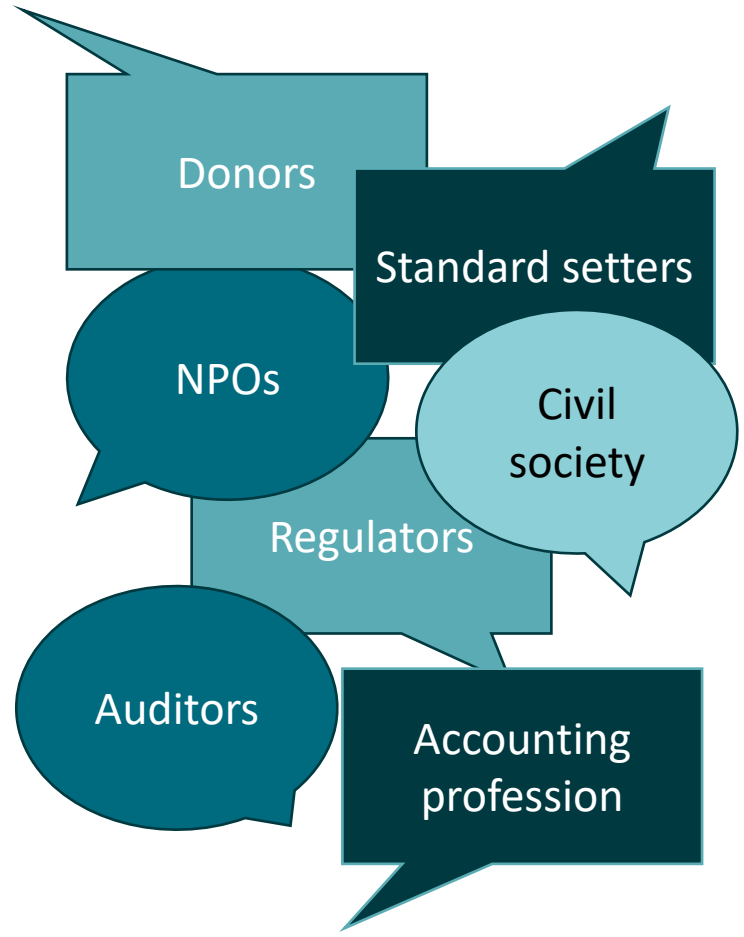 Donors
Standard setters
NPOs
Civil
society
Regulators
Auditors
Accounting
profession